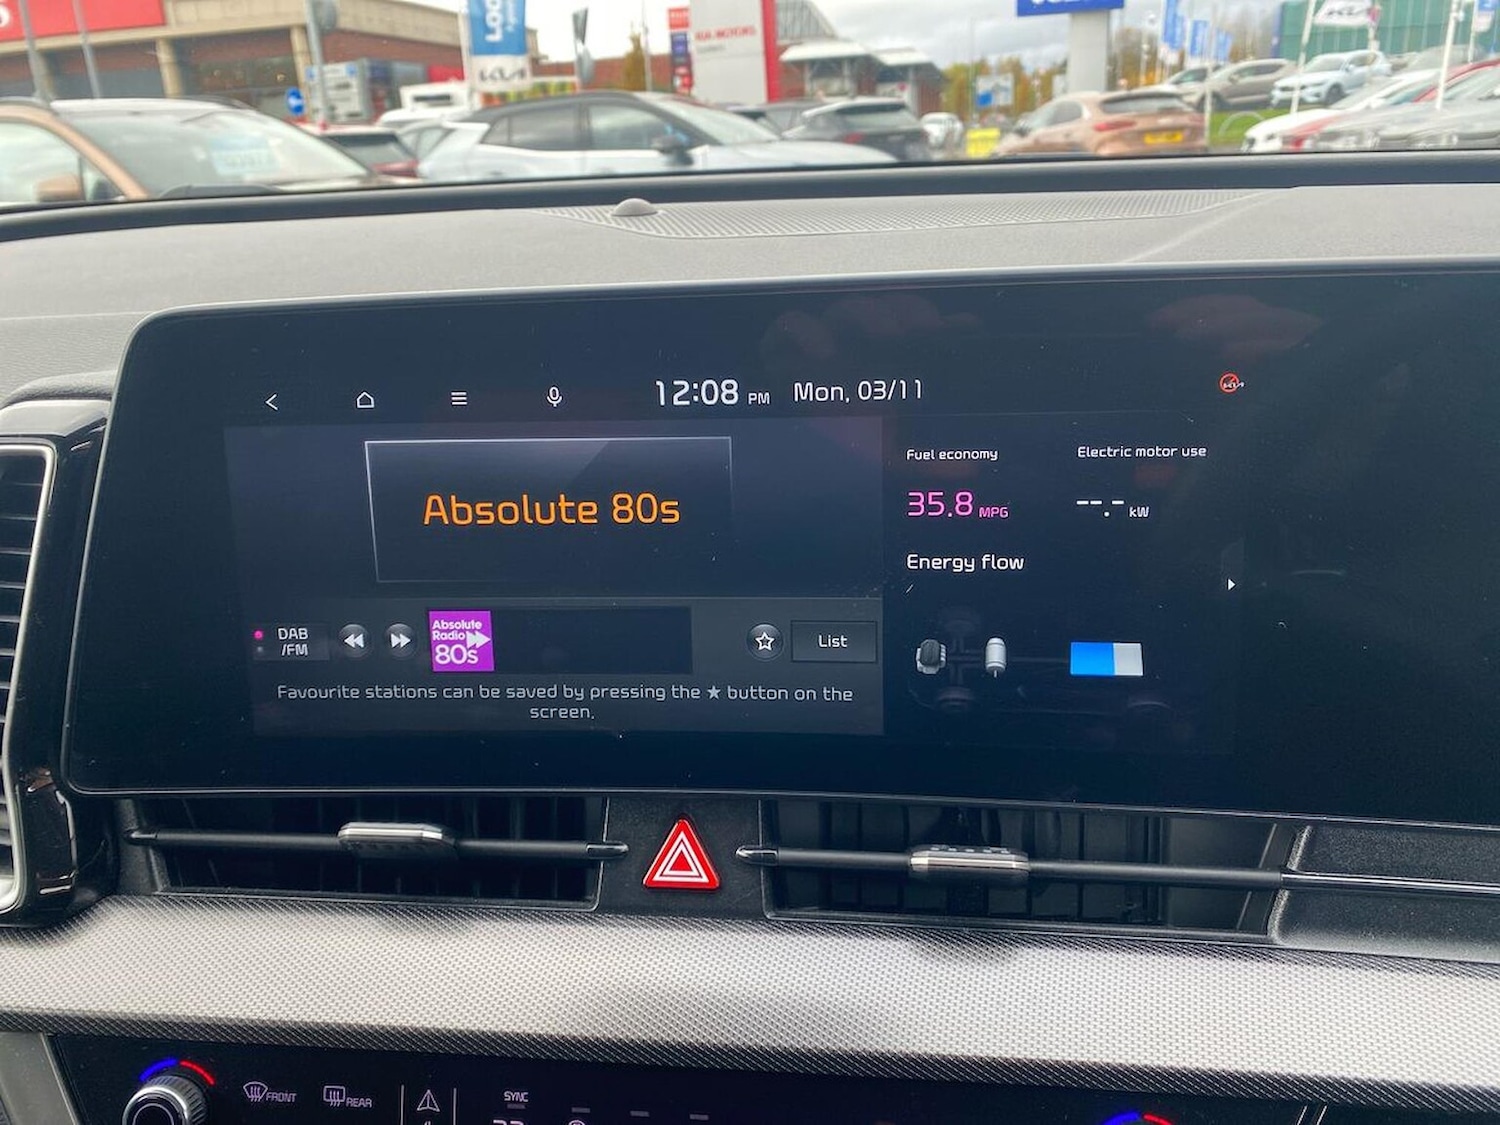 KIA MOTORS
12:08 PM Mon, 03/11
Absolute 80s
Fuel economy
35.8 MPG
Electric motor use
--.- kW
Energy flow
DAB
/FM
Absolute
Radio
80s
List
Favourite stations can be saved by pressing the ★ button on the
screen.
FRONT
REAR
SYNC